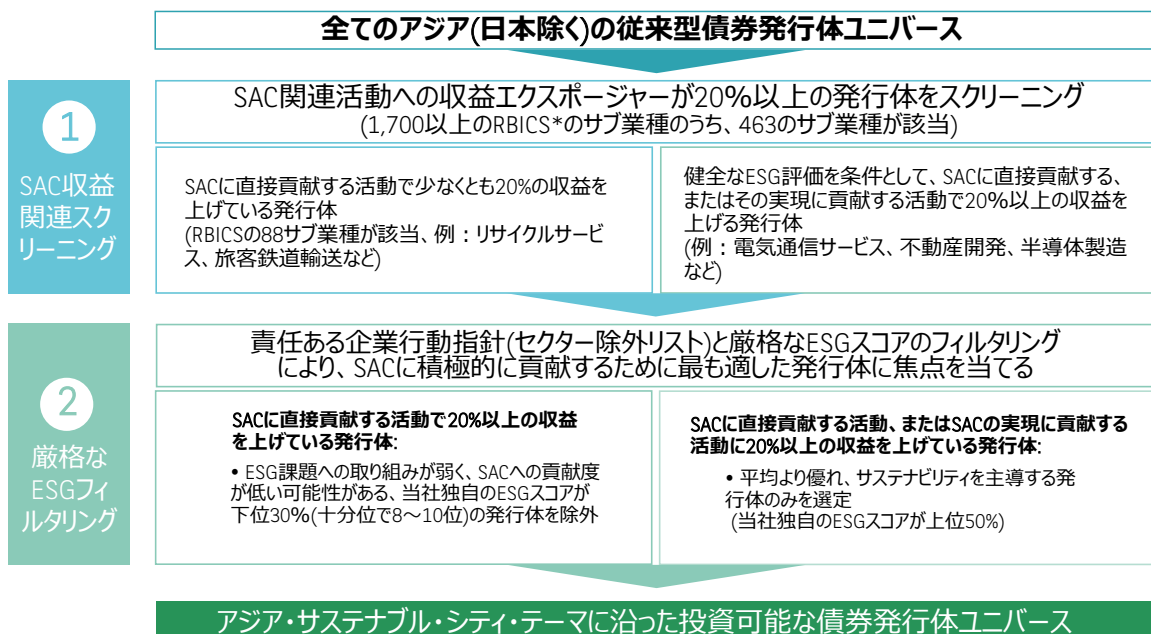 全てのアジア(日本除く)の従来型債券発行体ユニバース
1
SAC収益
関連スク
リーニング
SAC関連活動への収益エクスポージャーが20%以上の発行体をスクリーニング
(1,700以上のRBICS*のサブ業種のうち、463のサブ業種が該当)
SACに直接貢献する活動で少なくとも20%の収益を
上げている発行体
(RBICSの88サブ業種が該当、例：リサイクルサービ
ス、旅客鉄道輸送など)
健全なESG評価を条件として、SACに直接貢献する、
またはその実現に貢献する活動で20%以上の収益を
上げる発行体
(例：電気通信サービス、不動産開発、半導体製造
など)
2
厳格な
ESGフィ
ルタリング
責任ある企業行動指針(セクター除外リスト)と厳格なESGスコアのフィルタリング
により、SACに積極的に貢献するために最も適した発行体に焦点を当てる
SACに直接貢献する活動で20%以上の収益
を上げている発行体:
• ESG課題への取り組みが弱く、SACへの貢献度
が低い可能性がある、当社独自のESGスコアが
下位30%(十分位で8～10位)の発行体を除外
SACに直接貢献する活動、またはSACの実現に貢献する
活動に20%以上の収益を上げている発行体:
• 平均より優れ、サステナビリティを主導する発
行体のみを選定
(当社独自のESGスコアが上位50%)
アジア・サステナブル・シティ・テーマに沿った投資可能な債券発行体ユニバース